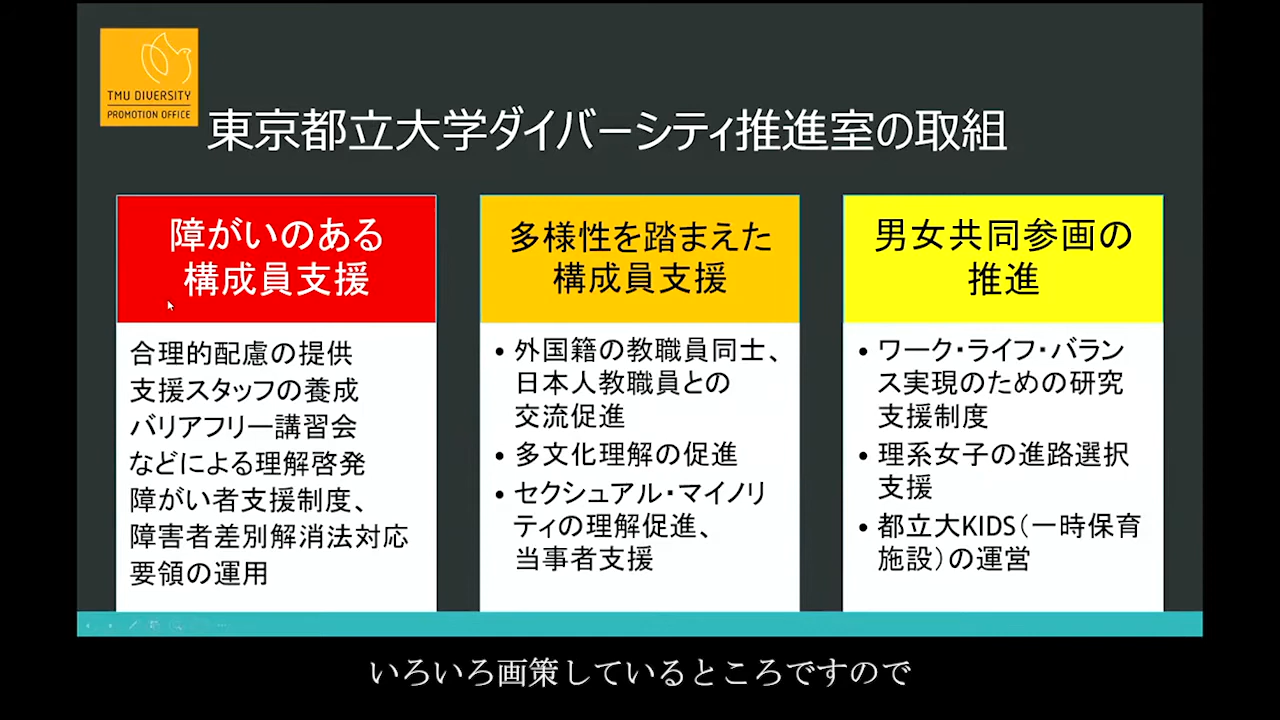 TMU DIVERSITY
PROMOTION OFFICE
東京都立大学ダイバーシティ推進室の取組
障がいのある
構成員支援
合理的配慮の提供
支援スタッフの養成
バリアフリー講習会
などによる理解啓発
障がい者支援制度、
障害者差別解消法対応
要領の運用
多様性を踏まえた
構成員支援
• 外国籍の教職員同士、
日本人教職員との
交流促進
• 多文化理解の促進
• セクシュアル・マイノリ
ティの理解促進、
当事者支援
男女共同参画の
推進
• ワーク・ライフ・バラン
ス実現のための研究
支援制度
• 理系女子の進路選択
支援
• 都立大KIDS(一時保育
施設)の運営
いろいろ画策しているところですので